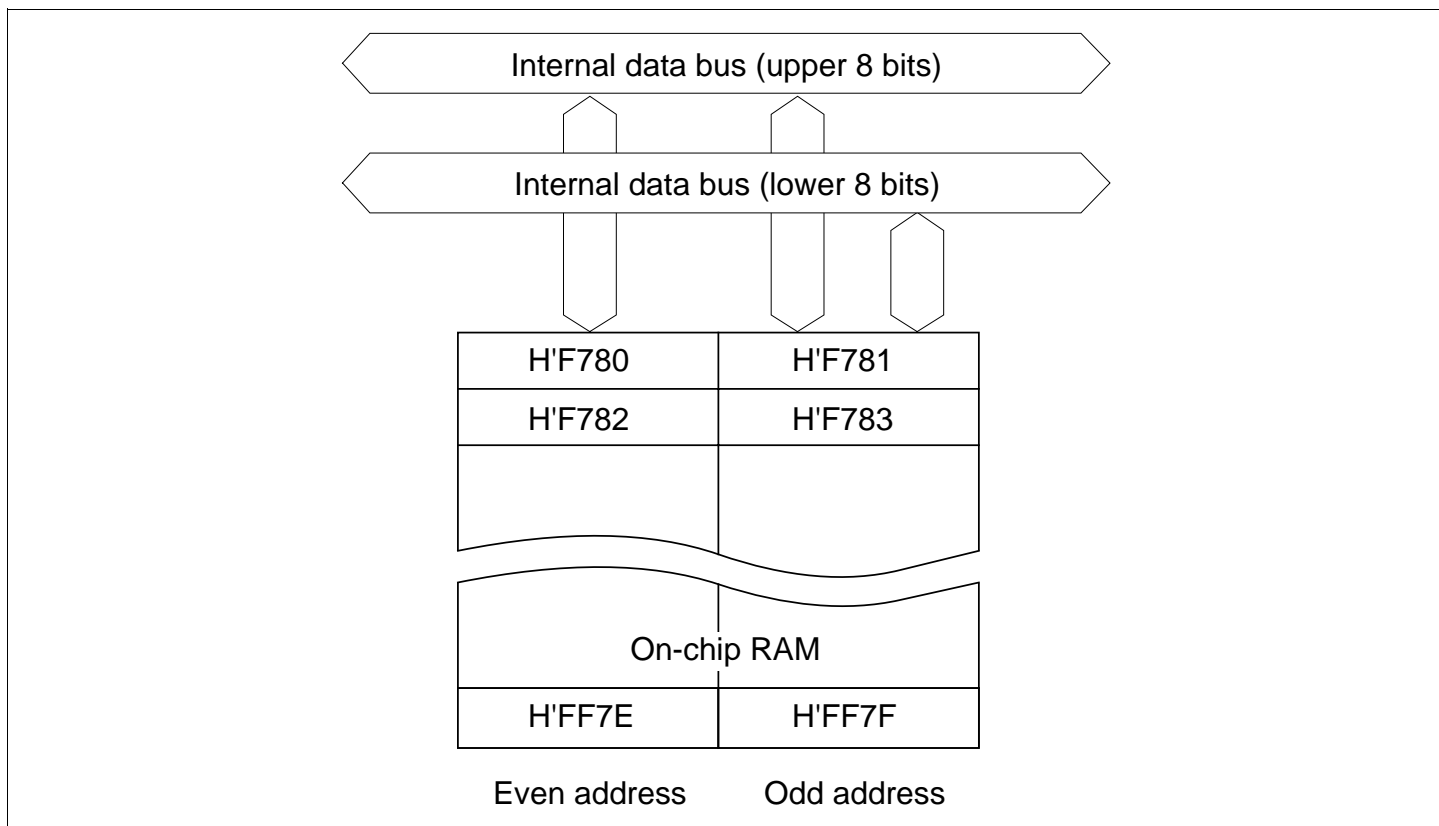 Internal data bus (upper 8 bits)
Internal data bus (lower 8 bits)
H'F780 H'F781
H'F782 H'F783
On-chip RAM
H'FF7E H'FF7F
Even address Odd address